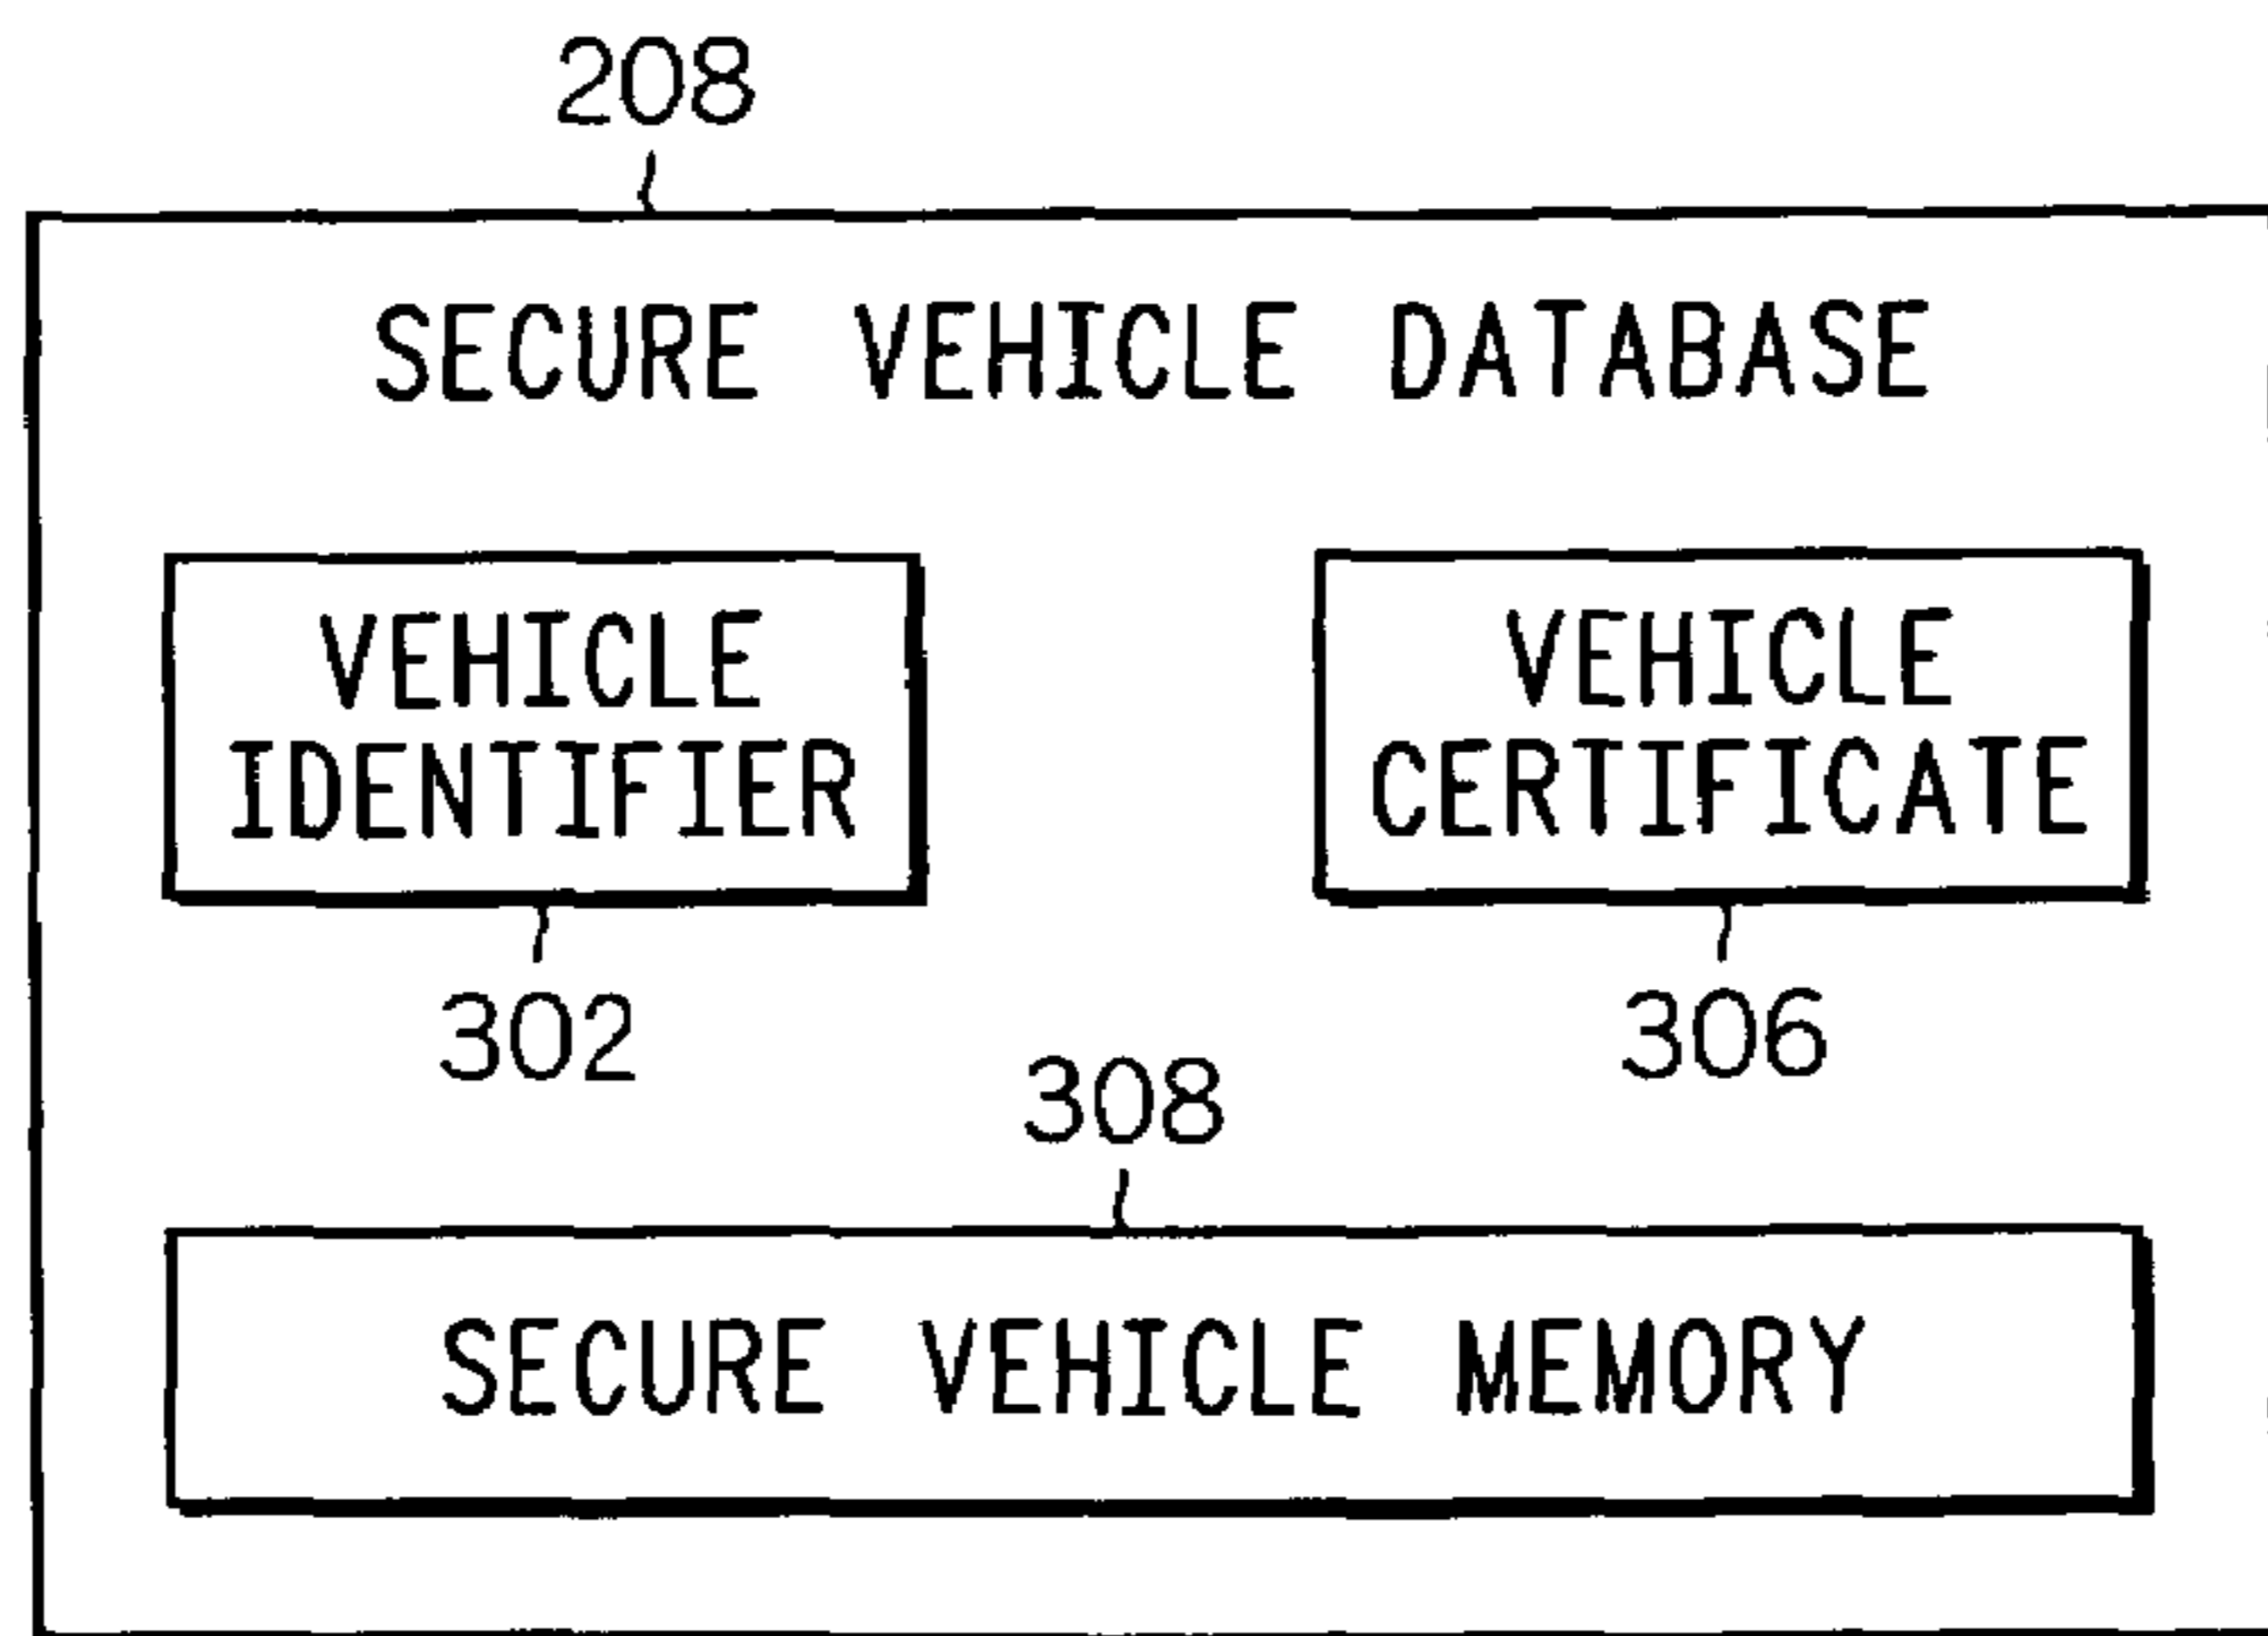 208
SECURE VEHICLE DATABASE
VEHICLE
IDENTIFIER
302
VEHICLE
CERTIFICATE
306
308
SECURE VEHICLE MEMORY